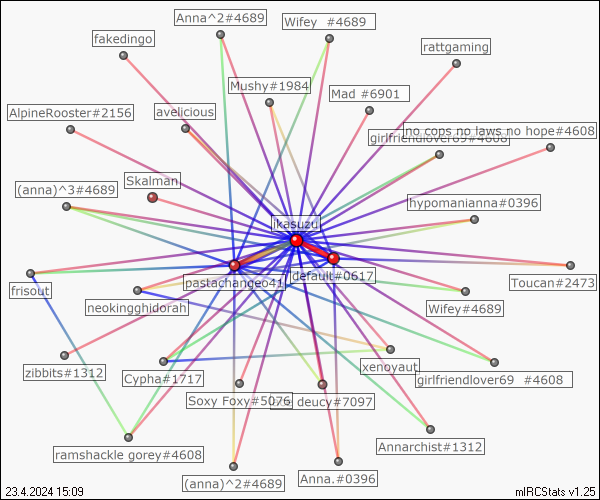 Anna^2#4689
Wifey  #4689
fakedingo
rattgaming
Mushy#1984
Mad #6901
AlpineRooster#2156
avelicious
no cops no laws no hope#4608
girlfriendlover69#4608
Skalman
(anna)^3#4689
hypomanianna#0396
ikasuzu
pastachange41
default#0617
Toucan#2473
frisout
neokingghidorah
Wifey#4689
zibbits#1312
Cypha#1717
xenoyaut
girlfriendlover69  #4608
Soxy Foxy#5076
deucy#7097
Annarchist#1312
ramshackle gorey#4608
(anna)^2#4689
Anna.#0396
23.4.2024 15:09
mIRCStats v1.25